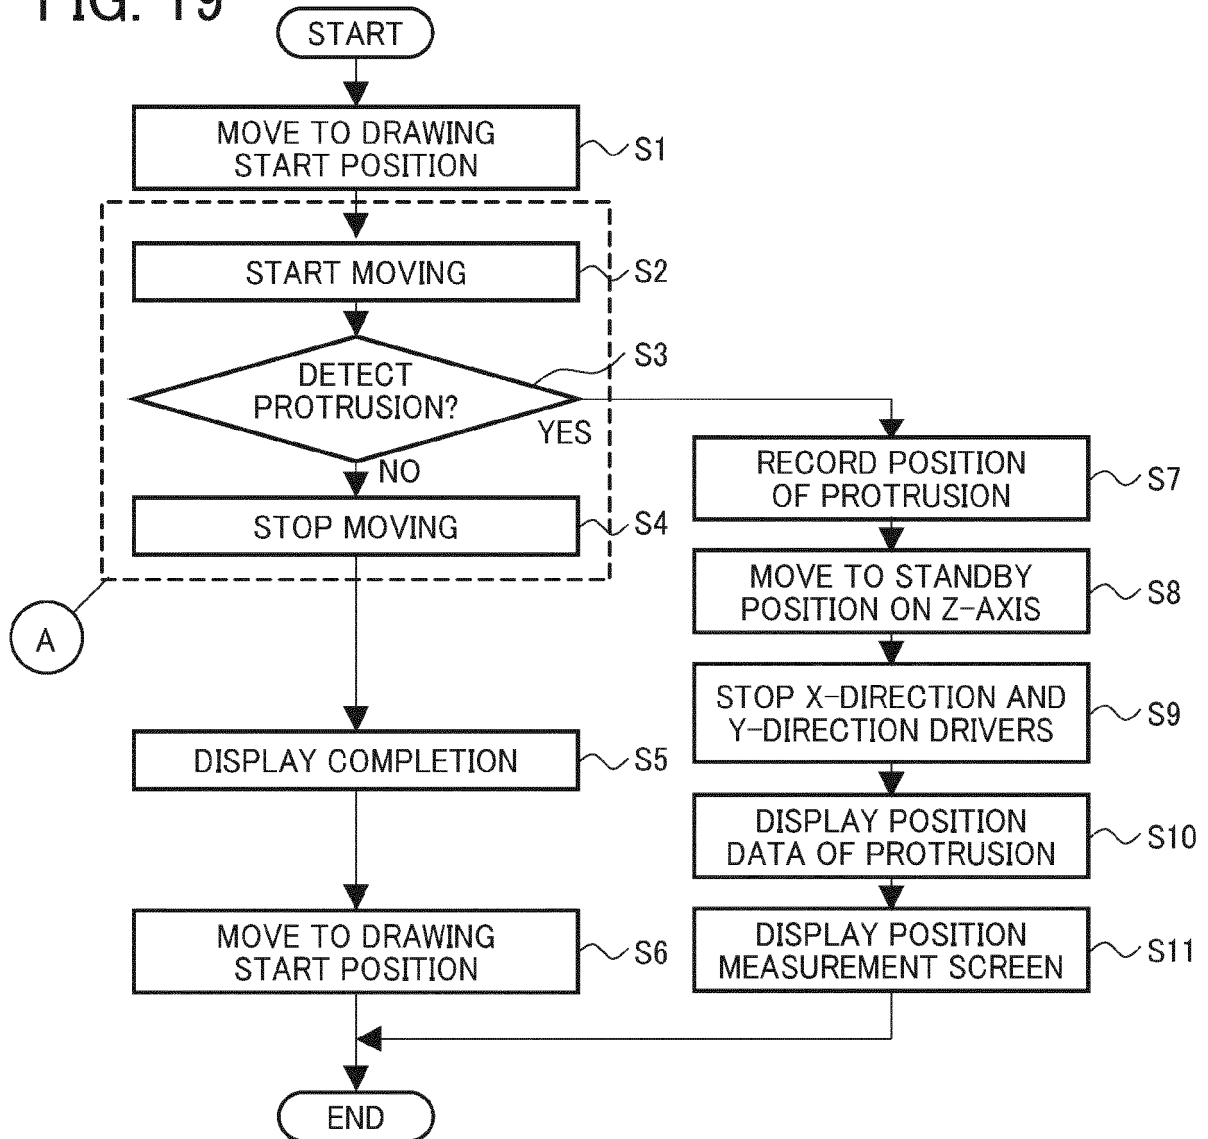 FIG. 19
START
MOVE TO DRAWING
START POSITION
S1
START MOVING
S2
DETECT
PROTRUSION?
S3
YES
NO
STOP MOVING
S4
A
DISPLAY COMPLETION
S5
MOVE TO DRAWING
START POSITION
S6
RECORD POSITION
OF PROTRUSION
S7
MOVE TO STANDBY
POSITION ON Z-AXIS
S8
STOP X-DIRECTION AND
Y-DIRECTION DRIVERS
S9
DISPLAY POSITION
DATA OF PROTRUSION
S10
DISPLAY POSITION
MEASUREMENT SCREEN
S11
END